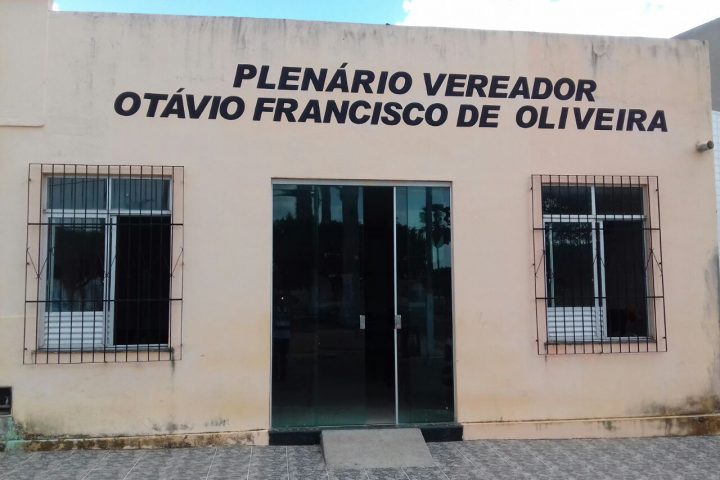 PLENÁRIO VEREADOR
OTÁVIO FRANCISCO DE OLIVEIRA